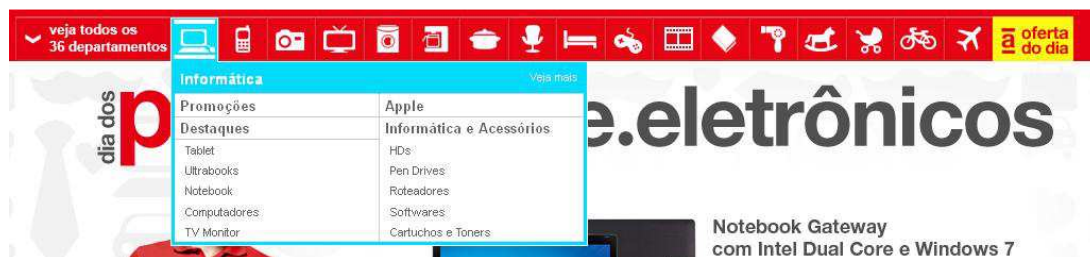 veja todos os
36 departamentos
a oferta
do dia
Informática Veja mais
Promoções
Destaques
Tablet
Ultrabooks
Notebook
Computadores
TV Monitor
Apple
Informática e Acessórios
HDs
Pen Drives
Roteadores
Softwares
Cartuchos e Toners
dia dos
p e.eletrônicos
Notebook Gateway
com Intel Dual Core e Windows 7